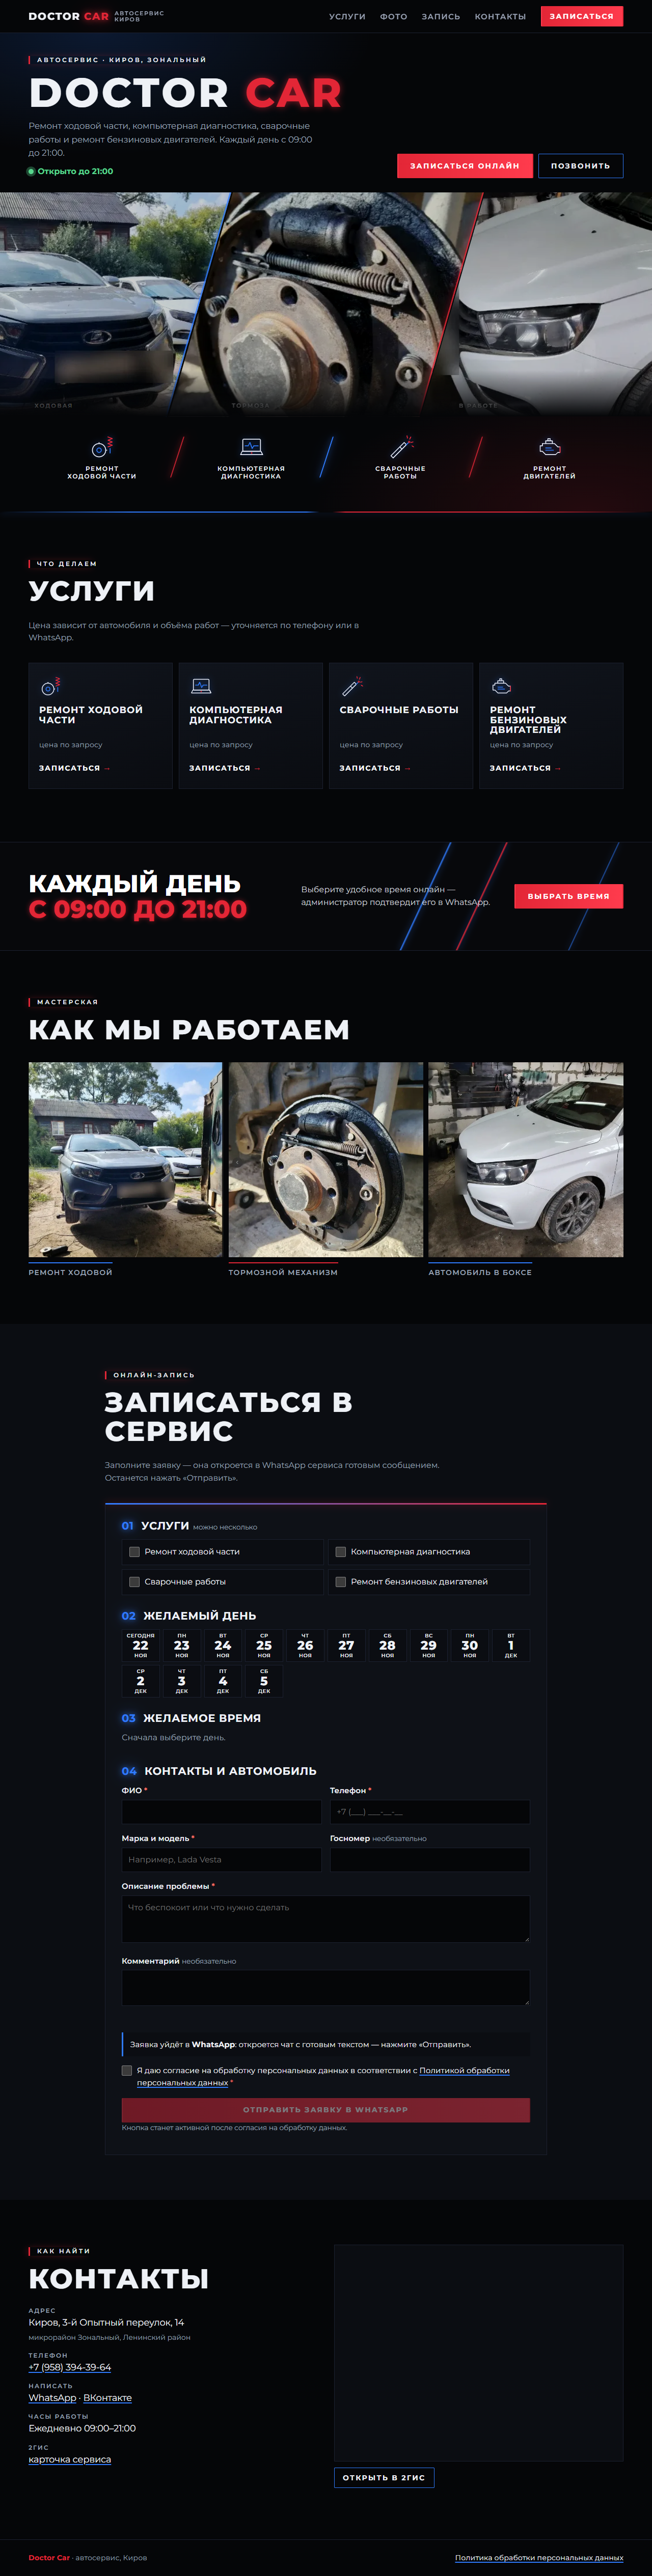 DOCTOR CAR АВТОСЕРВИС
КИРОВ
УСЛУГИ ФОТО ЗАПИСЬ КОНТАКТЫ ЗАПИСАТЬСЯ
АВТОСЕРВИС · КИРОВ, ЗОНАЛЬНЫЙ
DOCTOR CAR
Ремонт ходовой части, компьютерная диагностика, сварочные
работы и ремонт бензиновых двигателей. Каждый день с 09:00
до 21:00.
Открыто до 21:00
ЗАПИСАТЬСЯ ОНЛАЙН ПОЗВОНИТЬ
ХОДОВАЯ ТОРМОЗА В РАБОТЕ
РЕМОНТ
ХОДОВОЙ ЧАСТИ
КОМПЬЮТЕРНАЯ
ДИАГНОСТИКА
СВАРОЧНЫЕ
РАБОТЫ
РЕМОНТ
ДВИГАТЕЛЕЙ
ЧТО ДЕЛАЕМ
УСЛУГИ
Цена зависит от автомобиля и объёма работ — уточняется по телефону или в
WhatsApp.
РЕМОНТ ХОДОВОЙ
ЧАСТИ
цена по запросу
ЗАПИСАТЬСЯ →
КОМПЬЮТЕРНАЯ
ДИАГНОСТИКА
цена по запросу
ЗАПИСАТЬСЯ →
СВАРОЧНЫЕ РАБОТЫ
цена по запросу
ЗАПИСАТЬСЯ →
РЕМОНТ
БЕНЗИНОВЫХ
ДВИГАТЕЛЕЙ
цена по запросу
ЗАПИСАТЬСЯ →
КАЖДЫЙ ДЕНЬ
С 09:00 ДО 21:00
Выберите удобное время онлайн —
администратор подтвердит его в WhatsApp.
ВЫБРАТЬ ВРЕМЯ
МАСТЕРСКАЯ
КАК МЫ РАБОТАЕМ
РЕМОНТ ХОДОВОЙ
ТОРМОЗНОЙ МЕХАНИЗМ
АВТОМОБИЛЬ В БОКСЕ
ОНЛАЙН-ЗАПИСЬ
ЗАПИСАТЬСЯ В
СЕРВИС
Заполните заявку — она откроется в WhatsApp сервиса готовым сообщением.
Останется нажать «Отправить».
01 УСЛУГИ можно несколько
Ремонт ходовой части
Компьютерная диагностика
Сварочные работы
Ремонт бензиновых двигателей
02 ЖЕЛАЕМЫЙ ДЕНЬ
СЕГОДНЯ ПН ВТ СР ЧТ ПТ СБ ВС ПН ВТ
22 23 24 25 26 27 28 29 30 1
НОЯ НОЯ НОЯ НОЯ НОЯ НОЯ НОЯ НОЯ НОЯ ДЕК
СР ЧТ ПТ СБ
2 3 4 5
ДЕК ДЕК ДЕК ДЕК
03 ЖЕЛАЕМОЕ ВРЕМЯ
Сначала выберите день.
04 КОНТАКТЫ И АВТОМОБИЛЬ
ФИО * Телефон *
+7 (___) ___-__-__
Марка и модель * Госномер необязательно
Например, Lada Vesta
Описание проблемы *
Что беспокоит или что нужно сделать
Комментарий необязательно
Заявка уйдёт в WhatsApp: откроется чат с готовым текстом — нажмите «Отправить».
Я даю согласие на обработку персональных данных в соответствии с Политикой обработки
персональных данных *
ОТПРАВИТЬ ЗАЯВКУ В WHATSAPP
Кнопка станет активной после согласия на обработку данных.
КАК НАЙТИ
КОНТАКТЫ
АДРЕС
Киров, 3-й Опытный переулок, 14
микрорайон Зональный, Ленинский район
ТЕЛЕФОН
+7 (958) 394-39-64
НАПИСАТЬ
WhatsApp · ВКонтакте
ЧАСЫ РАБОТЫ
Ежедневно 09:00–21:00
2ГИС
карточка сервиса
ОТКРЫТЬ В 2ГИС
Doctor Car · автосервис, Киров
Политика обработки персональных данных